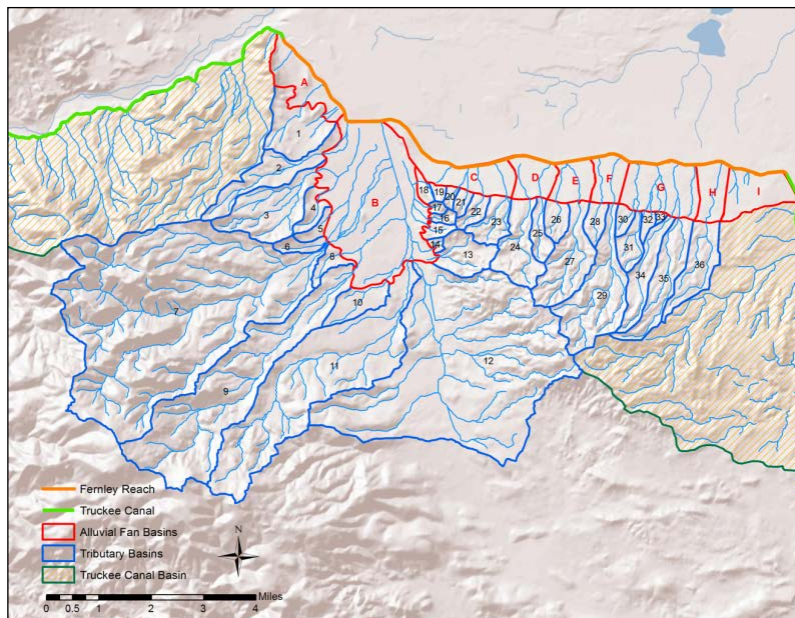 A
1
2
3
4
5
6
8
B
7
10
9
11
12
18
19
20
21
17
16
15
14
13
22
23
24
25
26
27
28
29
30
31
32
33
34
35
36
C
D
E
F
G
H
I
Fernley Reach
Truckee Canal
Alluvial Fan Basins
Tributary Basins
Truckee Canal Basin
N
0 0.5 1 2 3 4 Miles